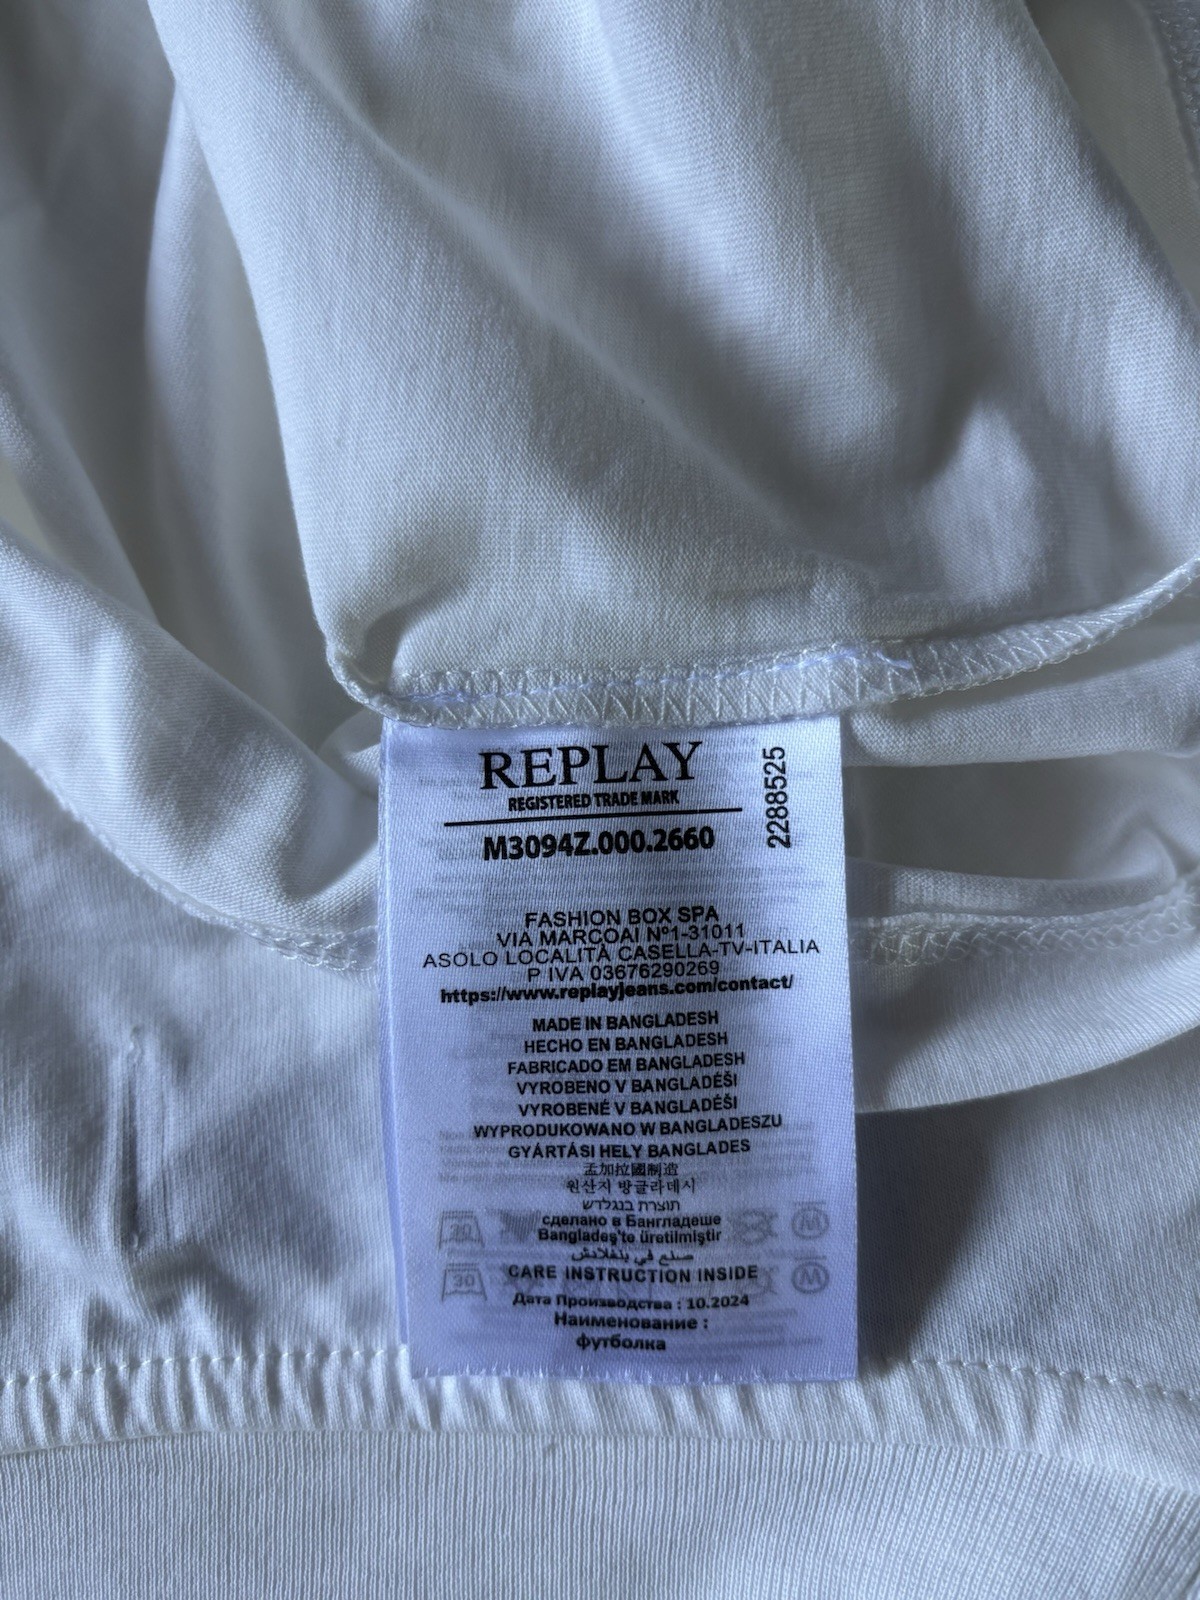 REPLAY
REGISTERED TRADE MARK
M3094Z.000.2660
2288525
FASHION BOX SPA
VIA MARCOAI Nº1-31011
ASOLO LOCALITÀ CASELLA-TV-ITALIA
P IVA 03676290269
https://www.replayjeans.com/contact/
MADE IN BANGLADESH
HECHO EN BANGLADESH
FABRICADO EM BANGLADESH
VYROBENO V BANGLADÉŠI
VYROBENÉ V BANGLADÉŠI
WYPRODUKOWANO W BANGLADESZU
GYÁRTÁSI HELY BANGLADES
孟加拉國制造
원산지 방글라데시
תוצרת בנגלדש
сделано в Бангладеше
Bangladeş'te üretilmiştir
صنع في بنغلادش
CARE INSTRUCTION INSIDE
Дата Производства : 10.2024
Наименование :
футболка
30
30